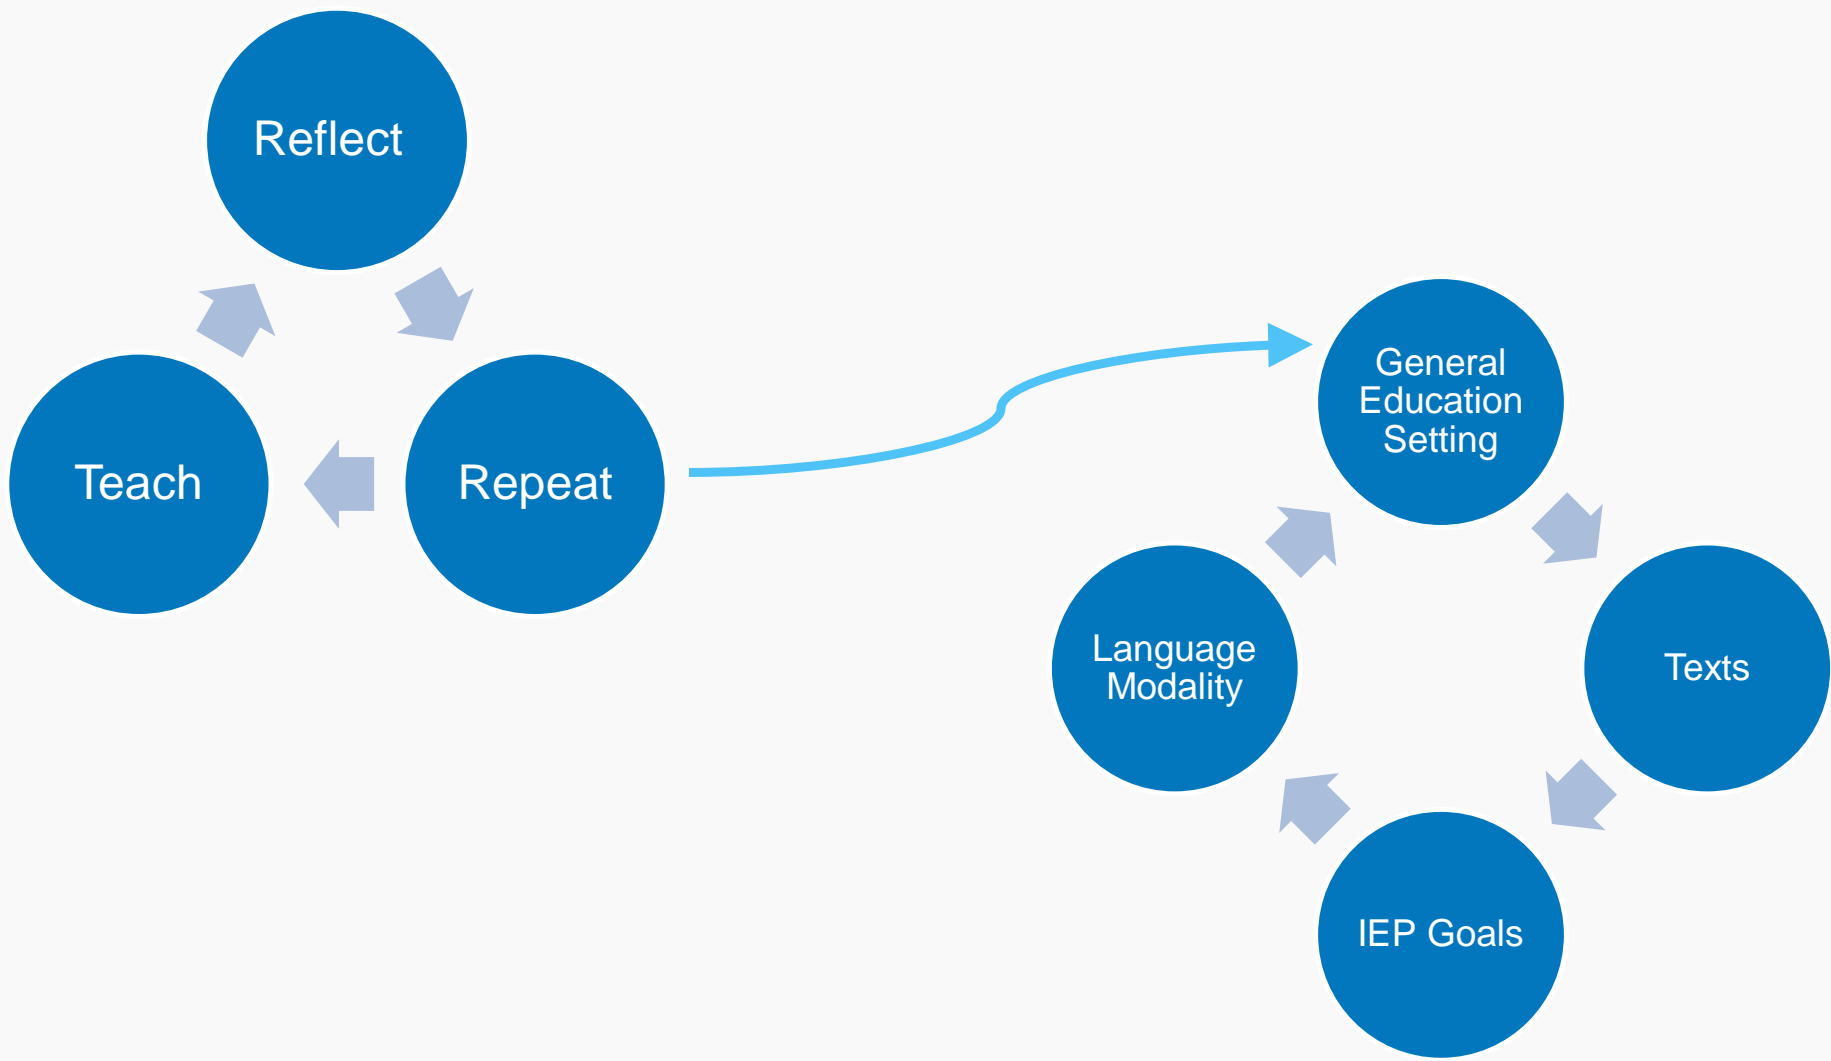 Reflect
Teach
Repeat
General
Education
Setting
Language
Modality
Texts
IEP Goals